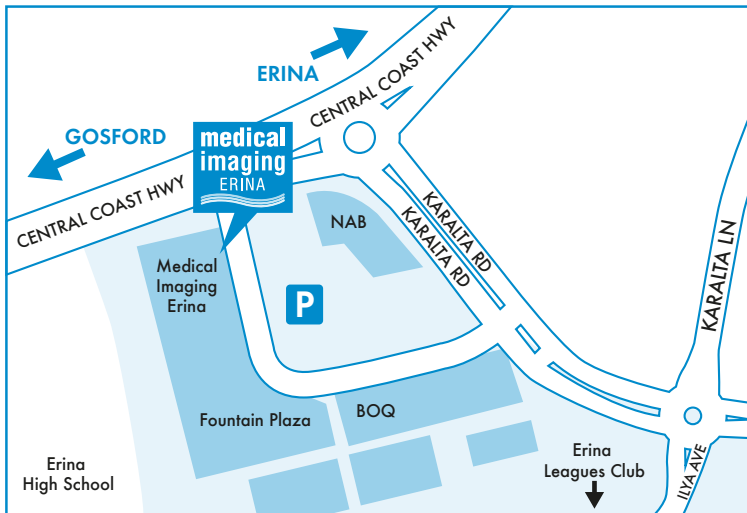 ERINA
CENTRAL COAST HWY
GOSFORD
medical
imaging
ERINA
CENTRAL COAST HWY
NAB
KARALTA RD
KARALTA RD
KARALTA LN
Medical
Imaging
Erina
P
Fountain Plaza
BOQ
Erina
High School
Erina
Leagues Club
ILYA AVE